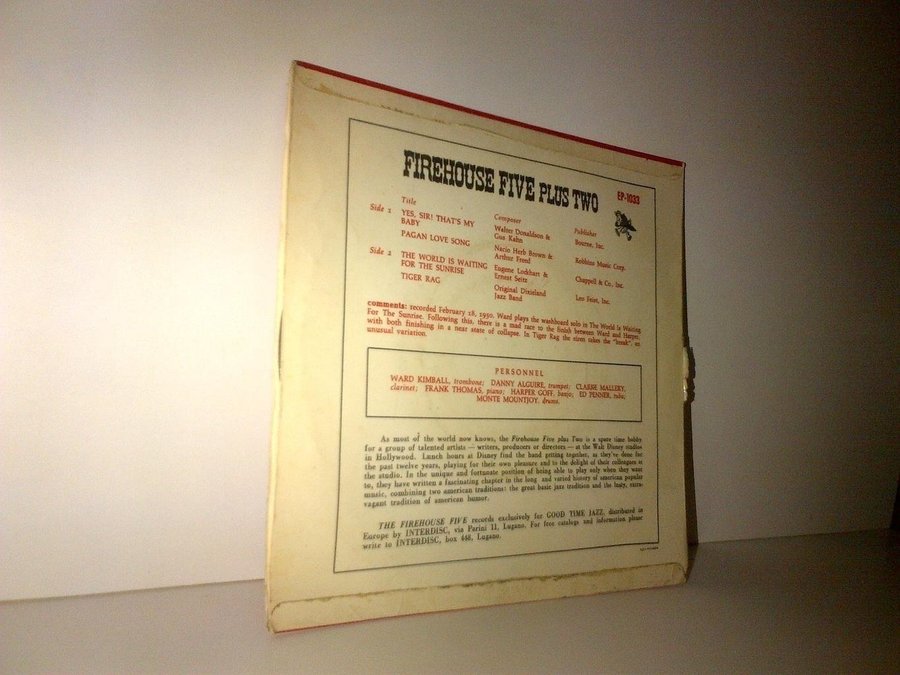 FIREHOUSE FIVE PLUS TWO
EP-1033
Title Composer Publisher
Side 1 YES, SIR! THAT'S MY BABY Walter Donaldson & Gus Kahn Bourne, Inc.
PAGAN LOVE SONG Nacio Herb Brown & Arthur Freed Robbins Music Corp.
Side 2 THE WORLD IS WAITING FOR THE SUNRISE Eugene Lockhart & Ernest Seitz Chappell & Co., Inc.
TIGER RAG Original Dixieland Jazz Band Leo Feist, Inc.
comments: recorded February 18, 1950. Ward plays the washboard solo in The World Is Waiting
For The Sunrise. Following this, there is a mad race to the finish between Ward and Harper,
with both finishing in a near state of collapse. In Tiger Rag the siren takes the "break", an
unusual variation.
PERSONNEL
WARD KIMBALL, trombone; DANNY ALGUIRE, trumpet; CLARKE MALLERY,
clarinet; FRANK THOMAS, piano; HARPER GOFF, banjo; ED PENNER, tuba;
MONTE MOUNTJOY, drums.
As most of the world now knows, the Firehouse Five plus Two is a spare time hobby
for a group of talented artists — writers, producers or directors — at the Walt Disney studios
in Hollywood. Lunch hours at Disney find the band getting together, as they've done for
the past twelve years, playing for their own pleasure and to the delight of their colleagues at
the studio. In the unique and fortunate position of being able to play only when they want
to, they have written a fascinating chapter in the long and varied history of american popular
music, combining two american traditions: the great basic jazz tradition and the lusty, extra-
vagant tradition of american humor.
THE FIREHOUSE FIVE records exclusively for GOOD TIME JAZZ, distributed in
Europe by INTERDISC, via Parini 11, Lugano. For free catalogs and information please
write to INTERDISC, box 448, Lugano.